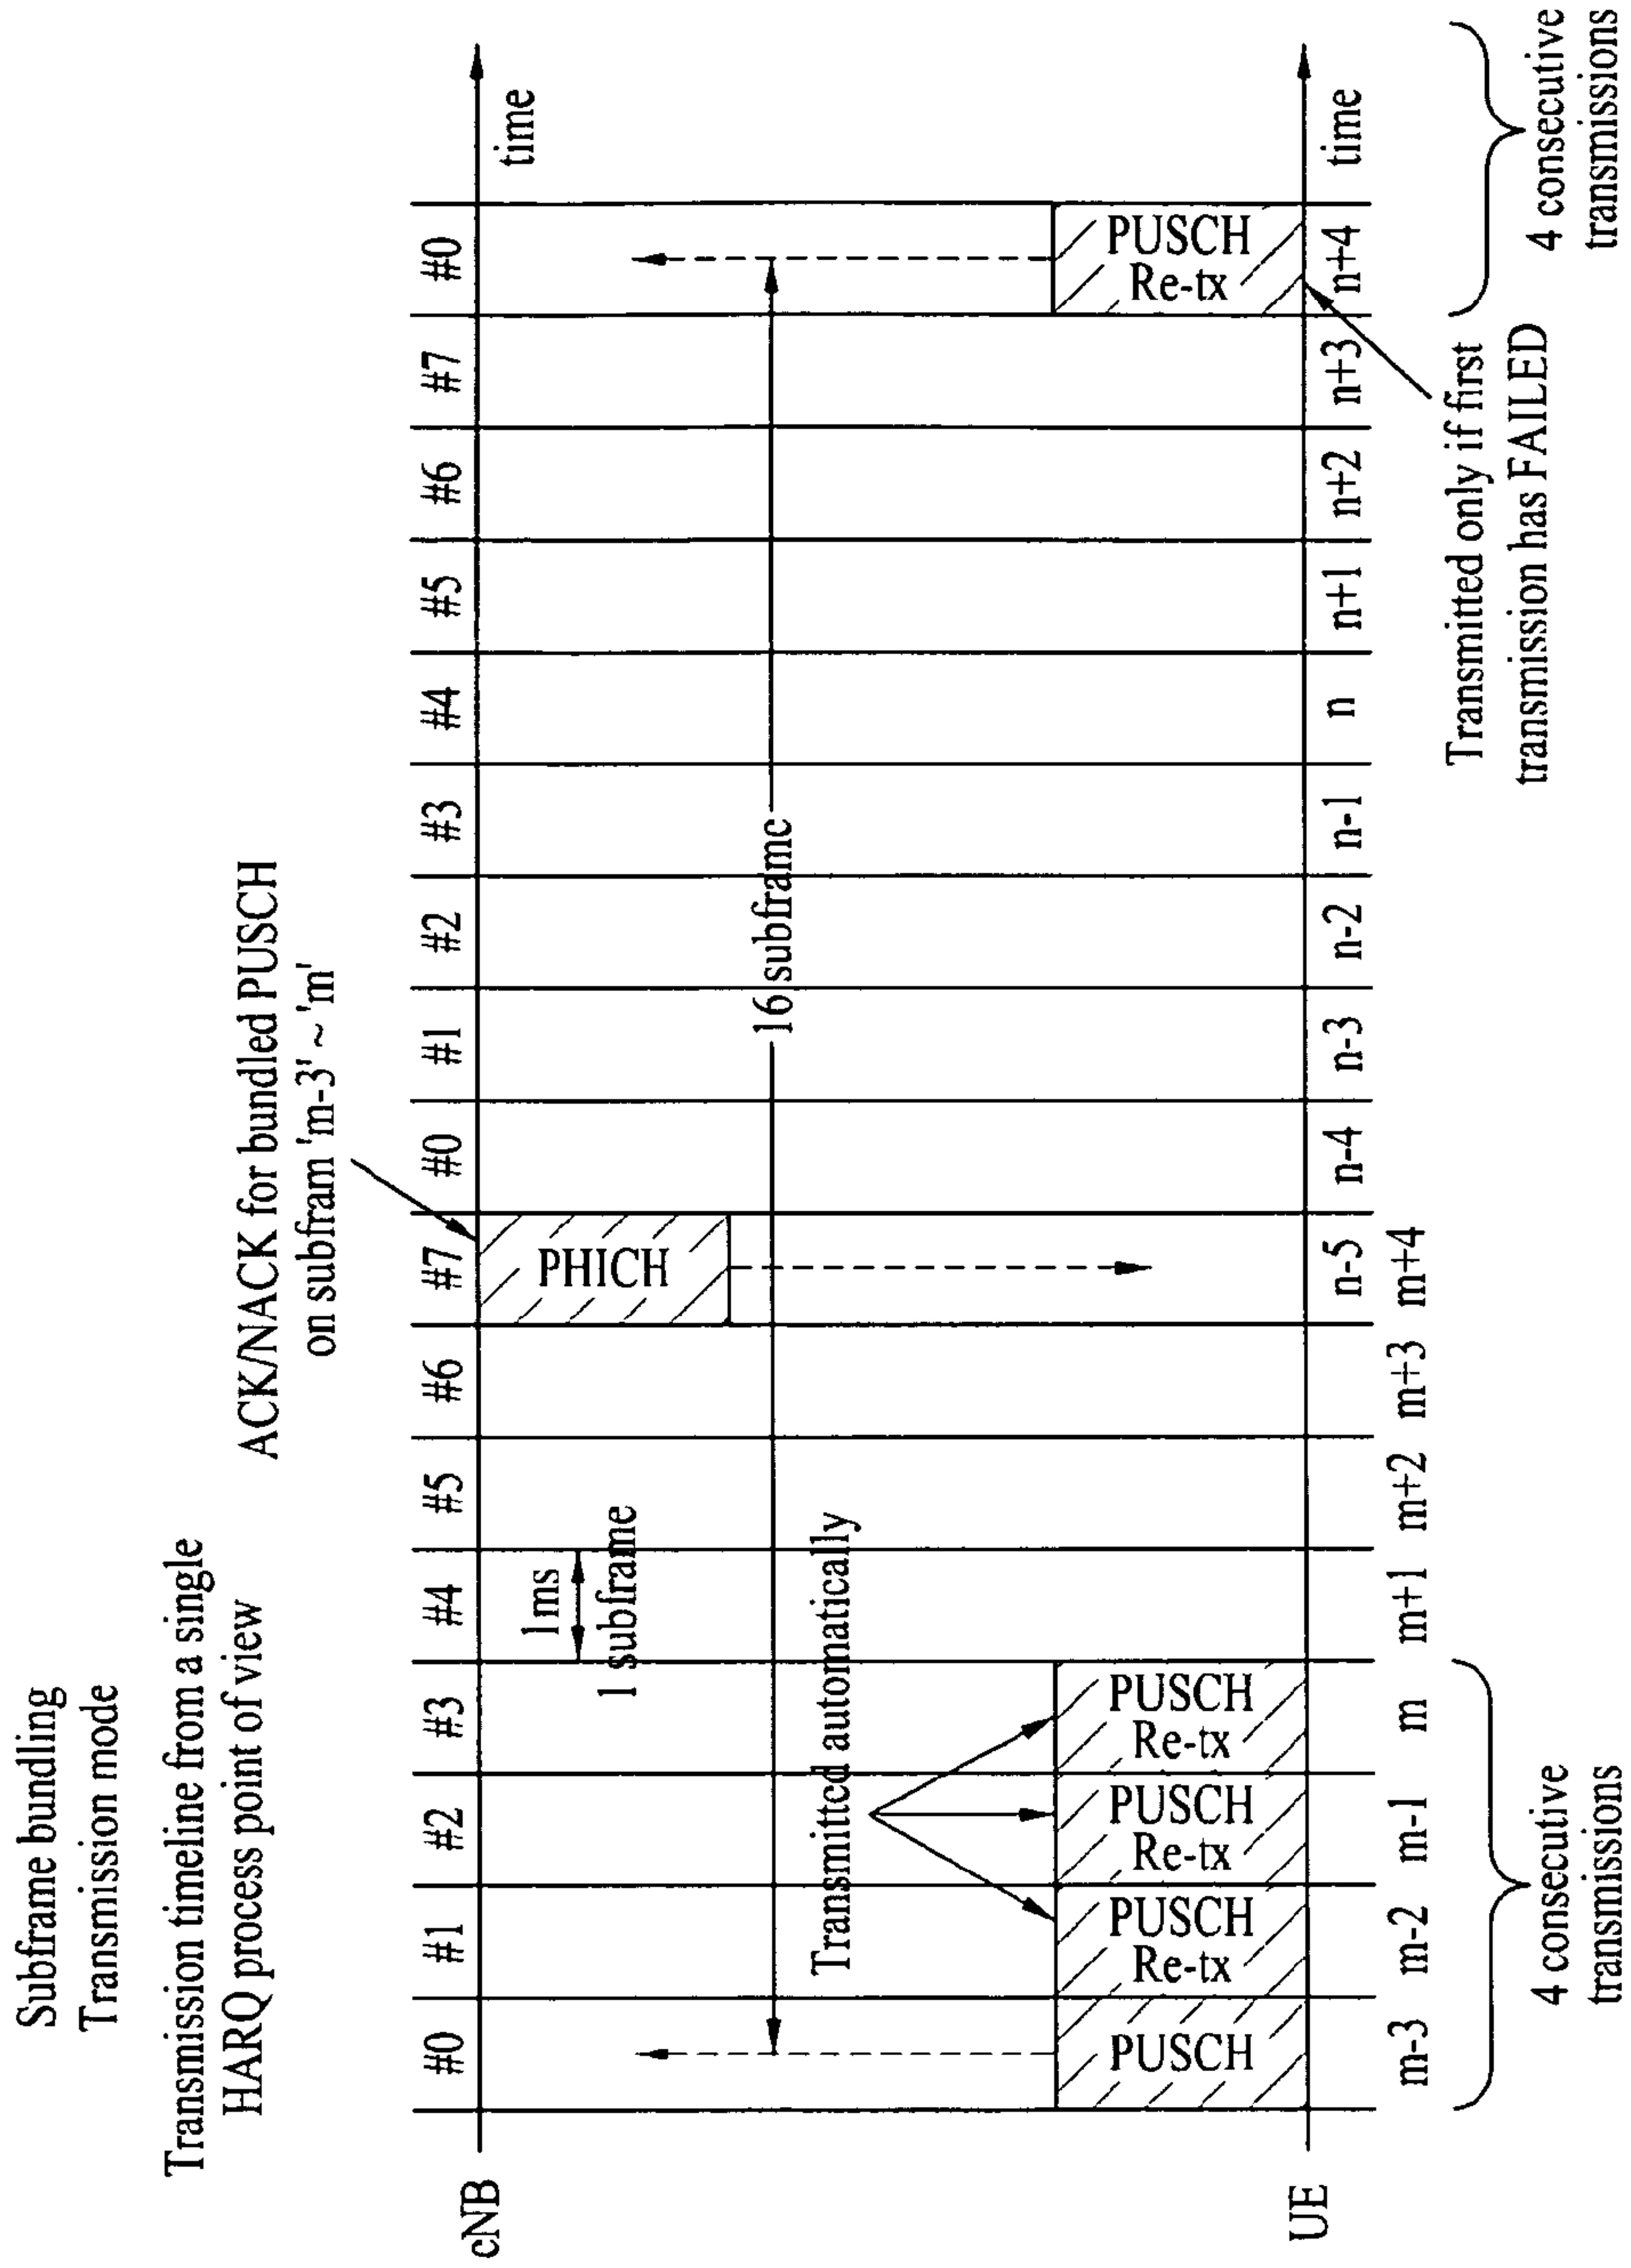 Subframe bundling
Transmission mode
Transmission timeline from a single
HARQ process point of view
ACK/NACK for bundled PUSCH
on subfram 'm-3' ~ 'm'
#0 #1 #2 #3 #4 #5 #6 #7 #0 #1 #2 #3 #4 #5 #6 #7 #0
eNB
time
1ms
1 subframe
PHICH
16 subframe
Transmitted automatically
PUSCH
PUSCH
Re-tx
PUSCH
Re-tx
PUSCH
Re-tx
PUSCH
Re-tx
UE
time
n-5 n-4 n-3 n-2 n-1 n n+1 n+2 n+3 n+4
m-3 m-2 m-1 m m+1 m+2 m+3 m+4
4 consecutive
transmissions
Transmitted only if first
transmission has FAILED
4 consecutive
transmissions